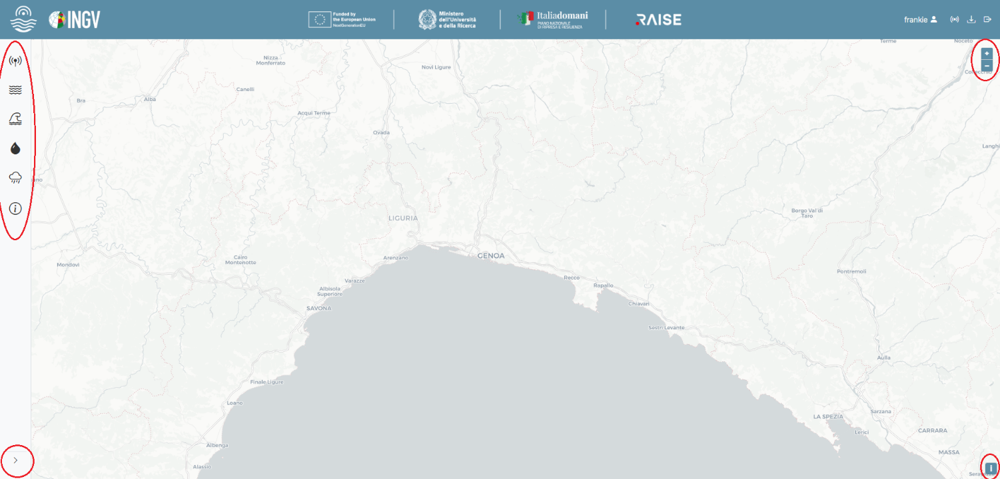 INGV
Funded by
the European Union
NextGenerationEU
Ministero
dell'Università
e della Ricerca
Italiadomani
PIANO NAZIONALE
DI RIPRESA E RESILIENZA
RAISE
frankie
Terme
Noceto
Nizza
Monferrato
Novi Ligure
Canelli
Bra
Alba
Acqui Terme
Ovada
Borgo Val di
Taro
LIGURIA
GENOA
Arenzano
Cairo
Montenotte
Mondovì
Pontremoli
Recco
Varazze
Rapallo
Albisola
Superiore
Chiavari
SAVONA
Sestri Levante
Aulla
Finale Ligure
Loano
Sarzana
LA SPEZIA
Lerici
CARRARA
Albenga
MASSA
Alassio